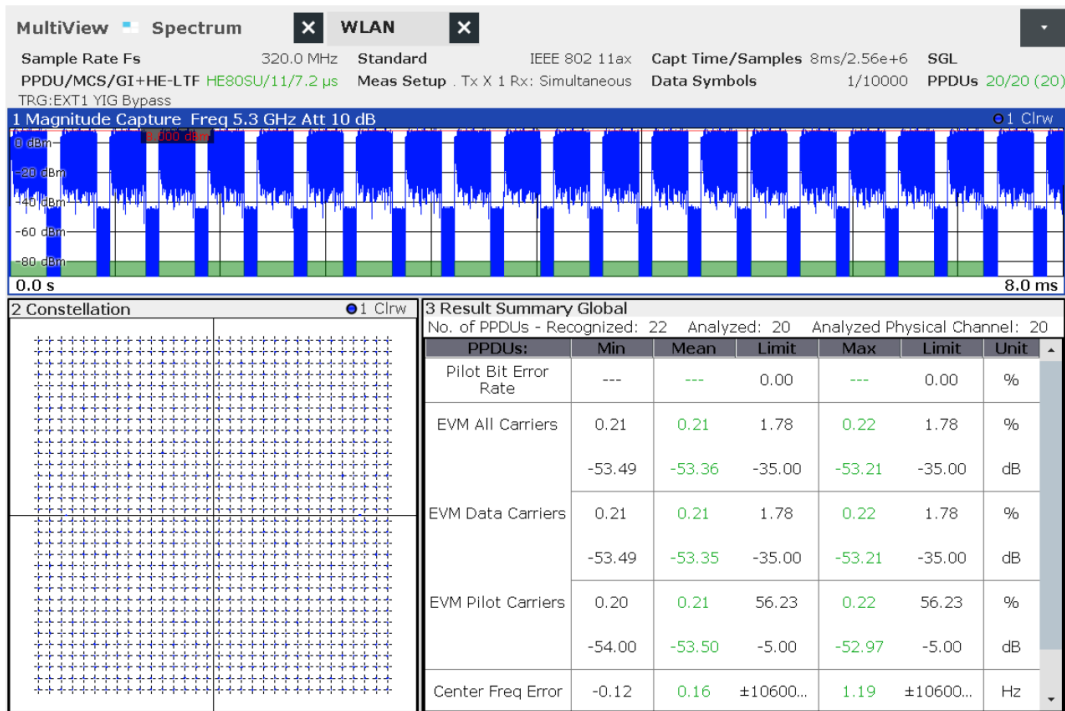 MultiView Spectrum WLAN
Sample Rate Fs 320.0 MHz Standard IEEE 802 11ax Capt Time/Samples 8ms/2.56e+6 SGL
PPDU/MCS/GI+HE-LTF HE80SU/11/7.2 µs Meas Setup . Tx X 1 Rx: Simultaneous Data Symbols 1/10000 PPDUs 20/20 (20)
TRG:EXT1 YIG Bypass
1 Magnitude Capture Freq 5.3 GHz Att 10 dB 1 Clrw
0 dBm
-20 dBm
-40 dBm
-60 dBm
-80 dBm
0.0 s 8.0 ms
2 Constellation 1 Clrw
3 Result Summary Global
No. of PPDUs - Recognized: 22 Analyzed: 20 Analyzed Physical Channel: 20
PPDUs: Min Mean Limit Max Limit Unit
Pilot Bit Error
Rate --- --- 0.00 --- 0.00 %
EVM All Carriers 0.21 0.21 1.78 0.22 1.78 %
-53.49 -53.36 -35.00 -53.21 -35.00 dB
EVM Data Carriers 0.21 0.21 1.78 0.22 1.78 %
-53.49 -53.35 -35.00 -53.21 -35.00 dB
EVM Pilot Carriers 0.20 0.21 56.23 0.22 56.23 %
-54.00 -53.50 -5.00 -52.97 -5.00 dB
Center Freq Error -0.12 0.16 ±10600... 1.19 ±10600... Hz